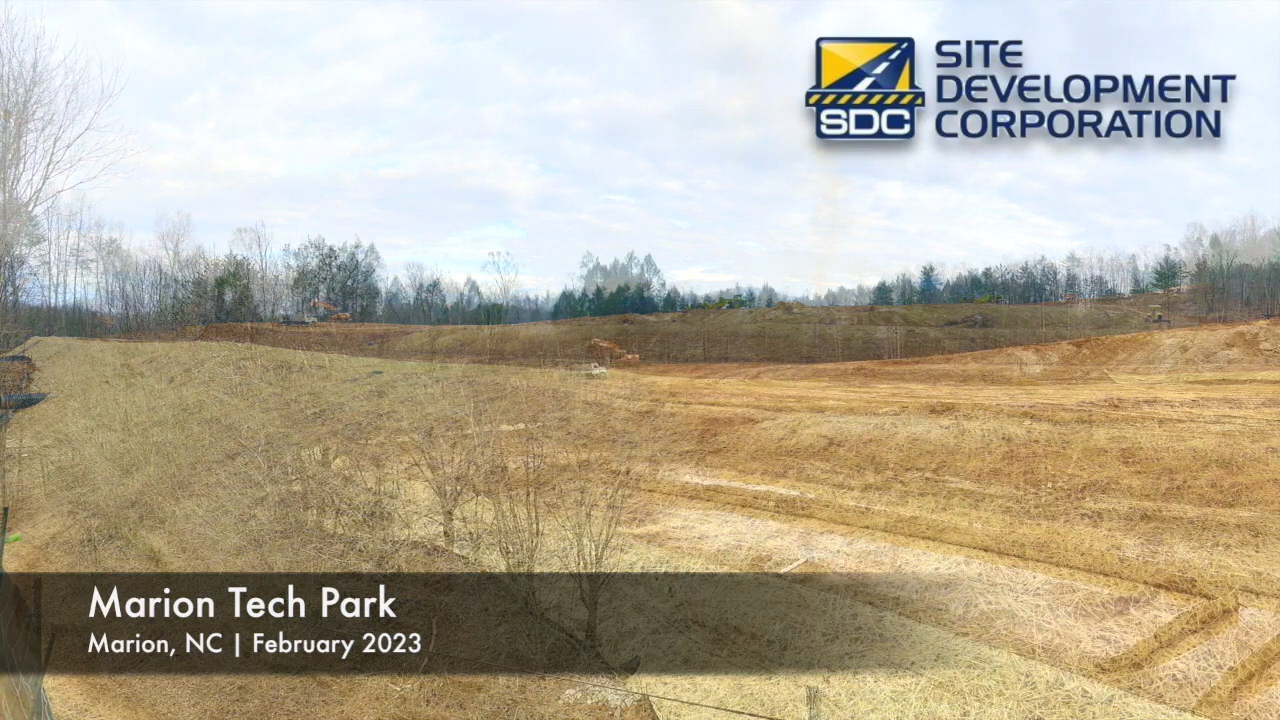 SITE
DEVELOPMENT
CORPORATION
SDC
Marion Tech Park
Marion, NC | February 2023